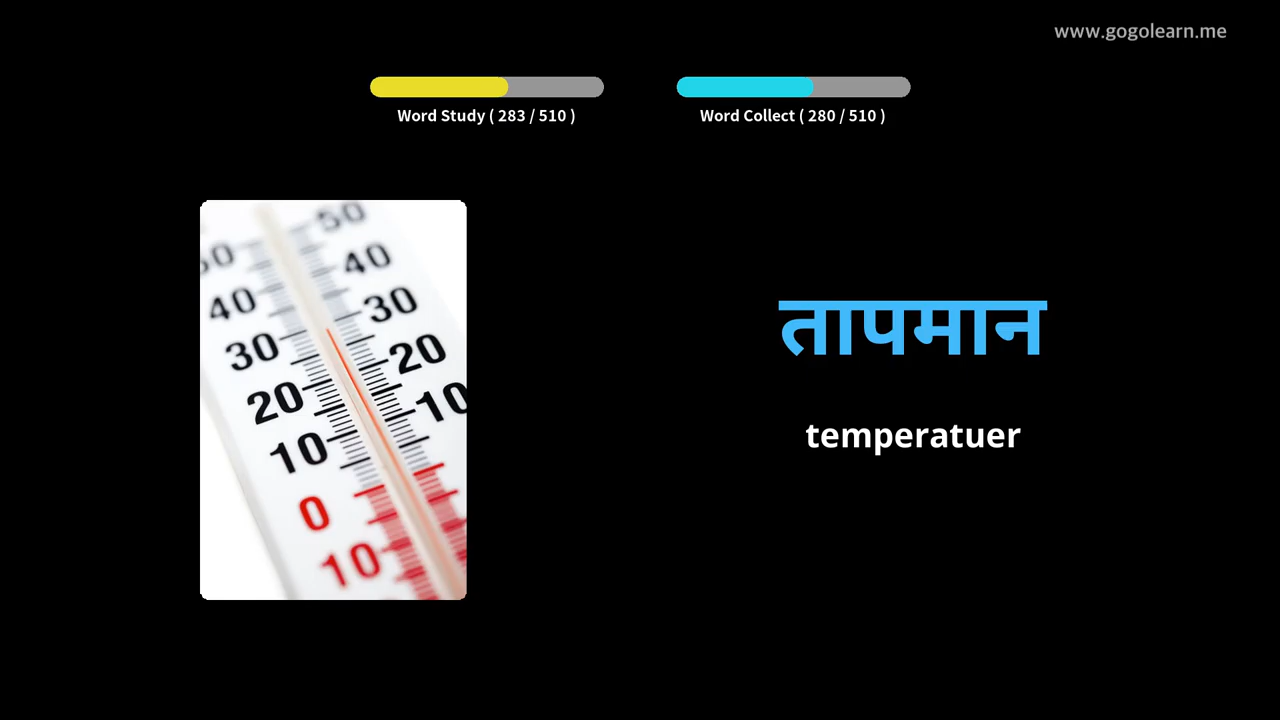 www.gogolearn.me
Word Study ( 283 / 510 )
Word Collect ( 280 / 510 )
50
50
40
40
30
30
20
20
10
10
0
10
तापमान
temperatuer